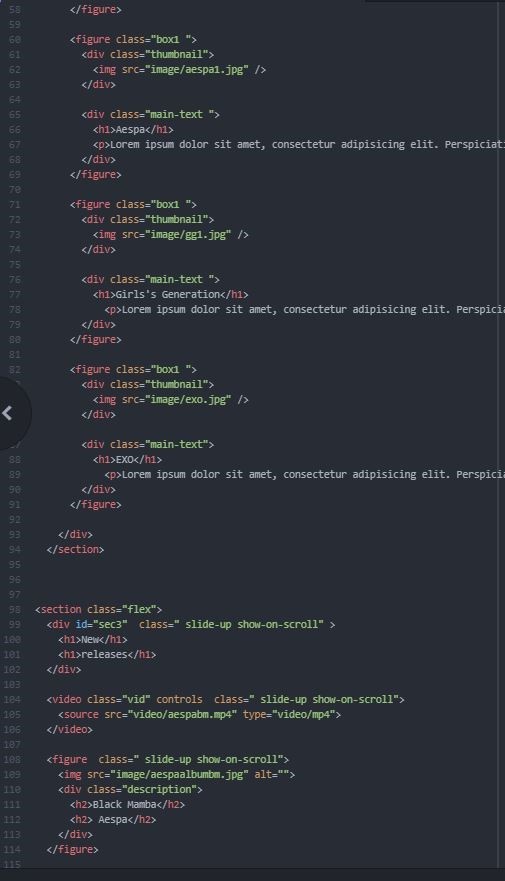 58 </figure>
59
60 <figure class="box1 ">
61 <div class="thumbnail">
62 <img src="image/aespa1.jpg" />
63 </div>
64
65 <div class="main-text ">
66 <h1>Aespa</h1>
67 <p>Lorem ipsum dolor sit amet, consectetur adipisicing elit. Perspiciati
68 </div>
69 </figure>
70
71 <figure class="box1 ">
72 <div class="thumbnail">
73 <img src="image/gg1.jpg" />
74 </div>
75
76 <div class="main-text ">
77 <h1>Girls's Generation</h1>
78 <p>Lorem ipsum dolor sit amet, consectetur adipisicing elit. Perspicia
79 </div>
80 </figure>
81
82 <figure class="box1 ">
<div class="thumbnail">
<img src="image/exo.jpg" />
</div>

<div class="main-text">
88 <h1>EXO</h1>
89 <p>Lorem ipsum dolor sit amet, consectetur adipisicing elit. Perspicia
90 </div>
91 </figure>
92
93 </div>
94 </section>
95
96
97
98 <section class="flex">
99 <div id="sec3"  class=" slide-up show-on-scroll" >
100 <h1>New</h1>
101 <h1>releases</h1>
102 </div>
103
104 <video class="vid" controls  class=" slide-up show-on-scroll">
105 <source src="video/aespabm.mp4" type="video/mp4">
106 </video>
107
108 <figure  class=" slide-up show-on-scroll">
109 <img src="image/aespaalbumbm.jpg" alt="">
110 <div class="description">
111 <h2>Black Mamba</h2>
112 <h2> Aespa</h2>
113 </div>
114 </figure>
115